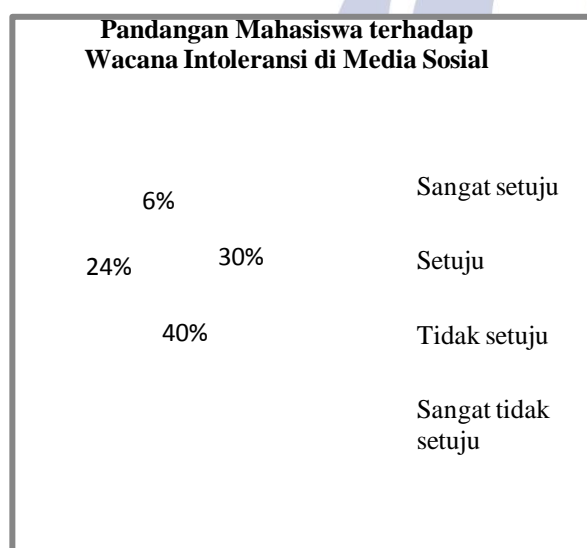 Pandangan Mahasiswa terhadap
Wacana Intoleransi di Media Sosial
6%
24%
30%
40%
Sangat setuju
Setuju
Tidak setuju
Sangat tidak
setuju